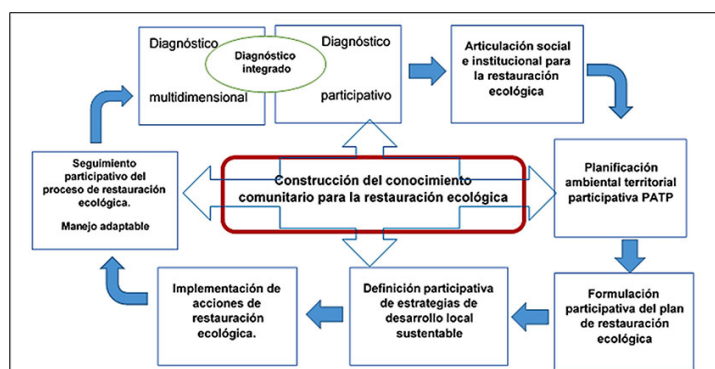 Diagnóstico
multidimensional
Diagnóstico
integrado
Diagnóstico
participativo
Articulación social
e institucional para
la restauración
ecológica
Planificación
ambiental territorial
participativa PATP
Formulación
participativa del plan
de restauración
ecológica
Definición participativa
de estrategias de
desarrollo local
sustentable
Implementación de
acciones de
restauración
ecológica.
Seguimiento
participativo del
proceso de restauración
ecológica.
Manejo adaptable
Construcción del conocimiento
comunitario para la restauración ecológica